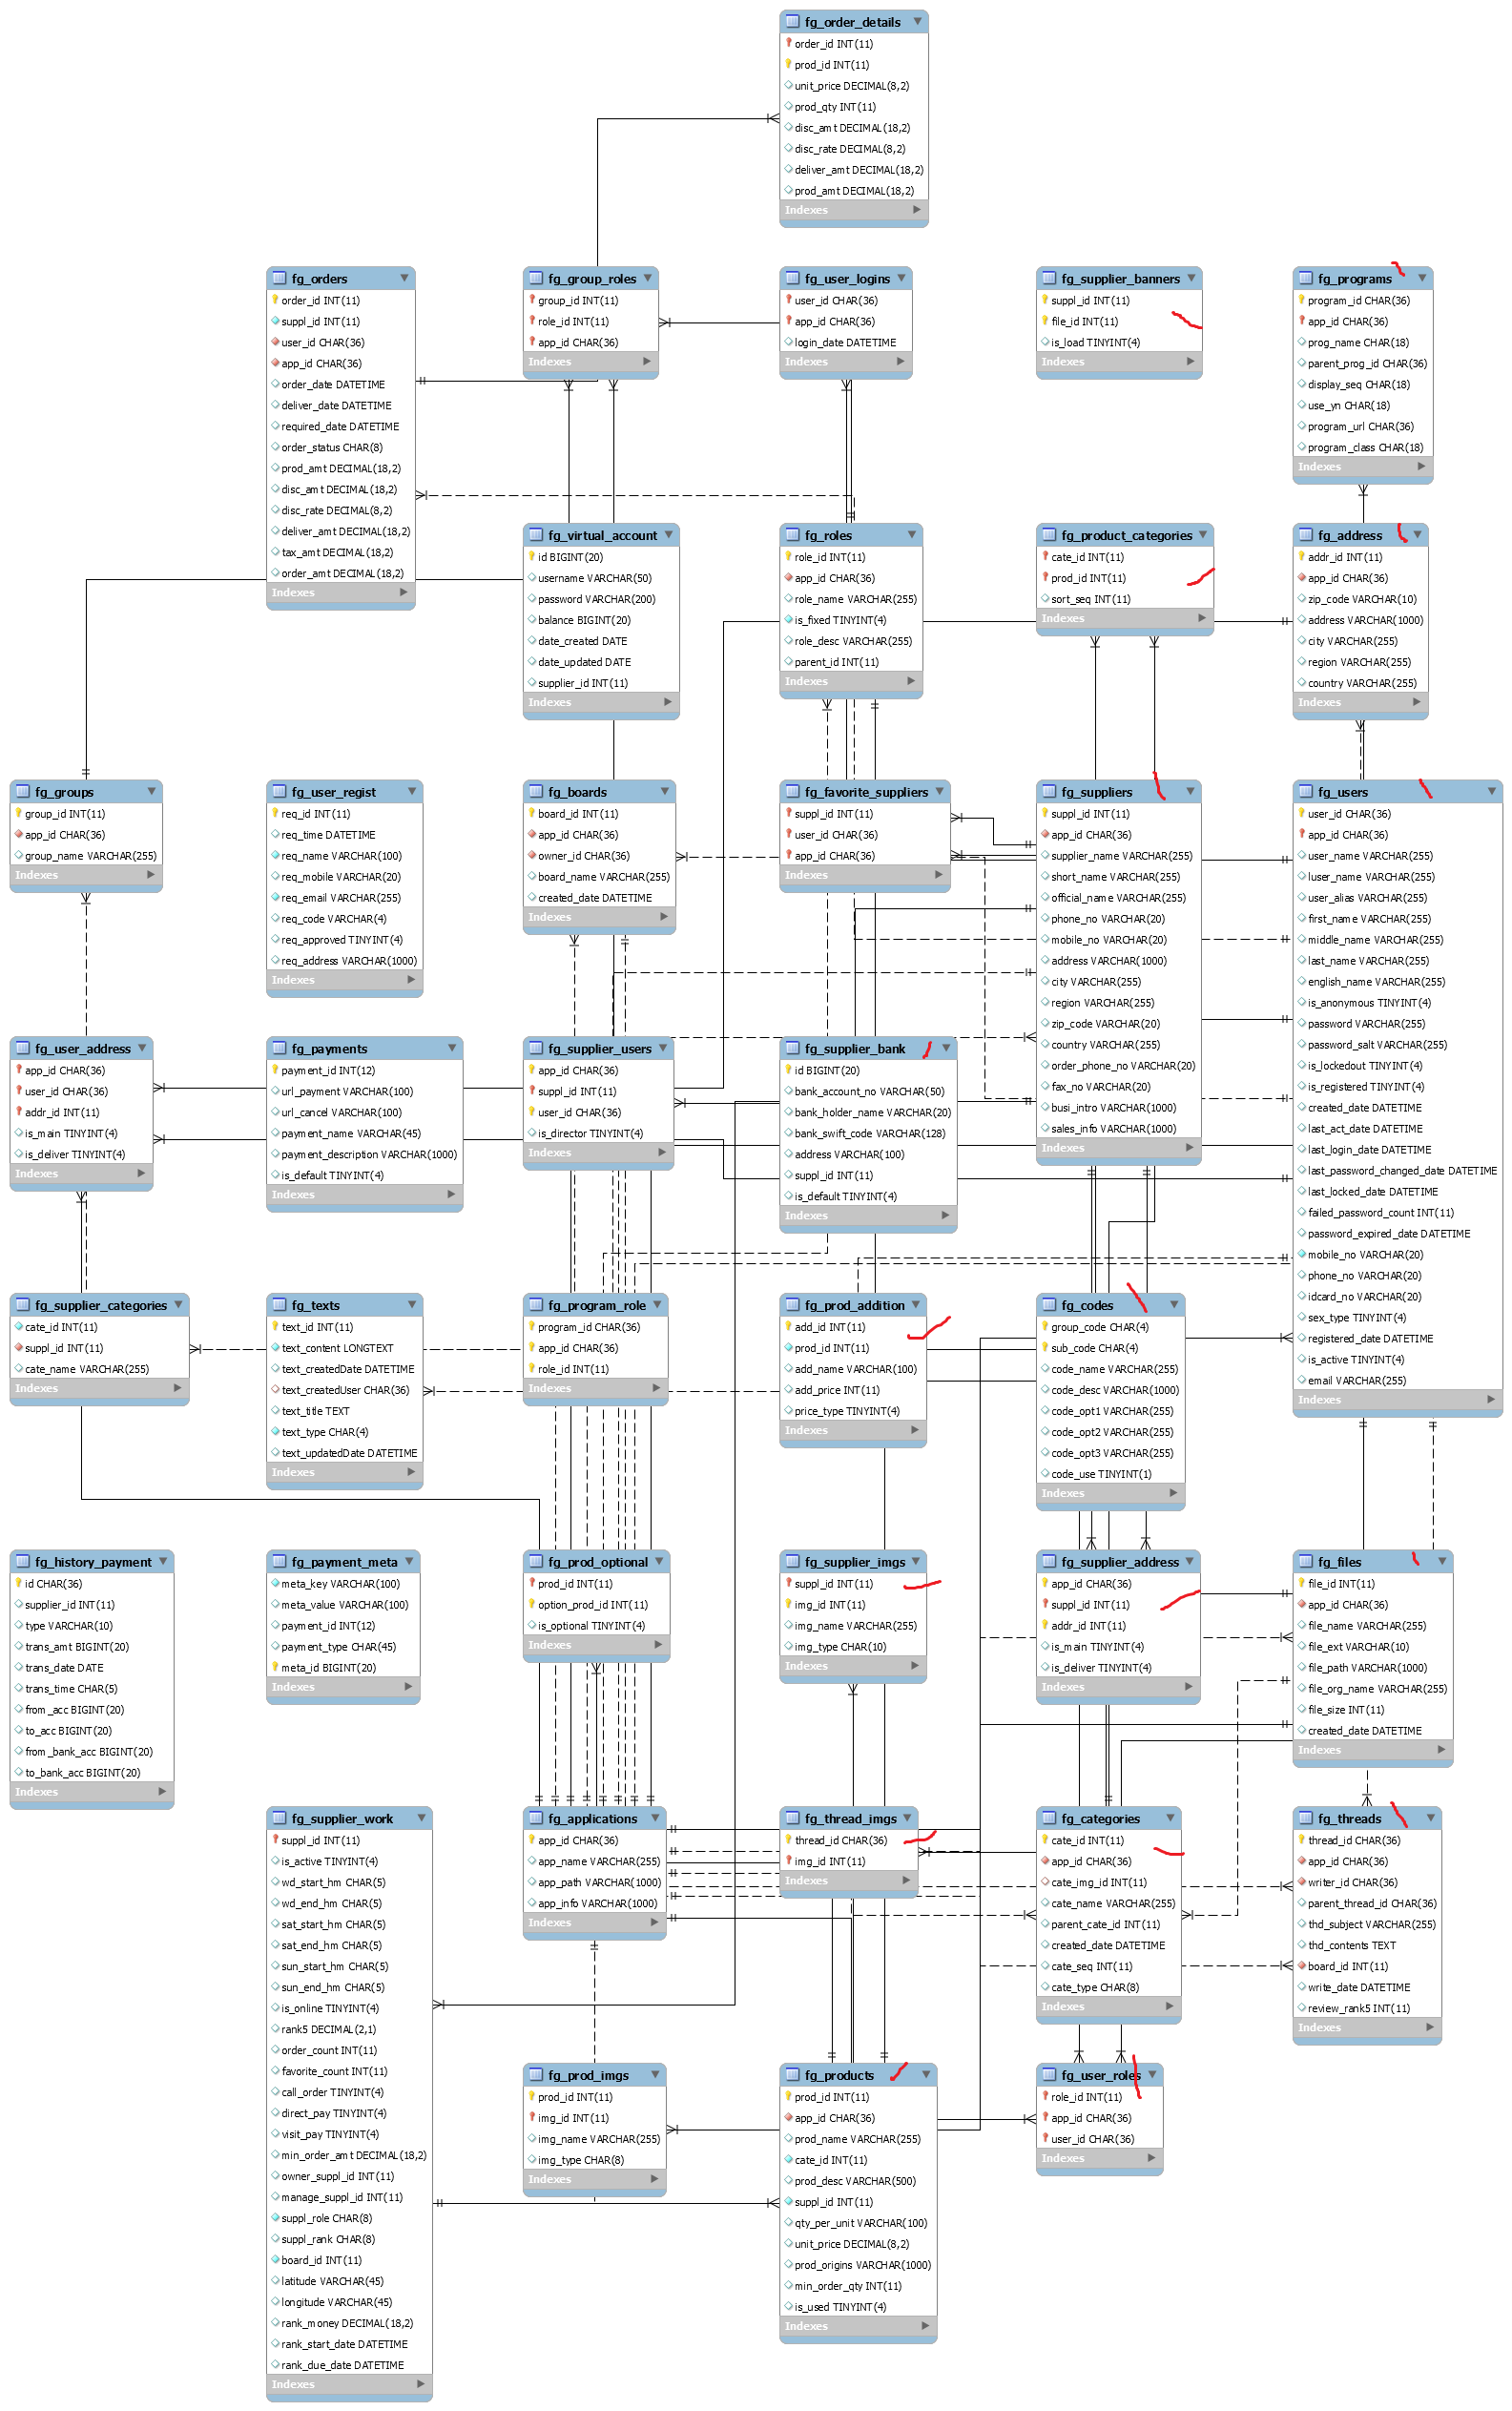 fg_order_details
order_id INT(11)
prod_id INT(11)
unit_price DECIMAL(8,2)
prod_qty INT(11)
disc_amt DECIMAL(18,2)
disc_rate DECIMAL(8,2)
deliver_amt DECIMAL(18,2)
prod_amt DECIMAL(18,2)
Indexes
fg_orders
order_id INT(11)
suppl_id INT(11)
user_id CHAR(36)
app_id CHAR(36)
order_date DATETIME
deliver_date DATETIME
required_date DATETIME
order_status CHAR(8)
prod_amt DECIMAL(18,2)
disc_amt DECIMAL(18,2)
disc_rate DECIMAL(8,2)
deliver_amt DECIMAL(18,2)
tax_amt DECIMAL(18,2)
order_amt DECIMAL(18,2)
Indexes
fg_group_roles
group_id INT(11)
role_id INT(11)
app_id CHAR(36)
Indexes
fg_user_logins
user_id CHAR(36)
app_id CHAR(36)
login_date DATETIME
Indexes
fg_supplier_banners
suppl_id INT(11)
file_id INT(11)
is_load TINYINT(4)
Indexes
fg_programs
program_id CHAR(36)
app_id CHAR(36)
prog_name CHAR(18)
parent_prog_id CHAR(36)
display_seq CHAR(18)
use_yn CHAR(18)
program_url CHAR(36)
program_class CHAR(18)
Indexes
fg_virtual_account
id BIGINT(20)
username VARCHAR(50)
password VARCHAR(200)
balance BIGINT(20)
date_created DATE
date_updated DATE
supplier_id INT(11)
Indexes
fg_roles
role_id INT(11)
app_id CHAR(36)
role_name VARCHAR(255)
is_fixed TINYINT(4)
role_desc VARCHAR(255)
parent_id INT(11)
Indexes
fg_product_categories
cate_id INT(11)
prod_id INT(11)
sort_seq INT(11)
Indexes
fg_address
addr_id INT(11)
app_id CHAR(36)
zip_code VARCHAR(10)
address VARCHAR(1000)
city VARCHAR(255)
region VARCHAR(255)
country VARCHAR(255)
Indexes
fg_groups
group_id INT(11)
app_id CHAR(36)
group_name VARCHAR(255)
Indexes
fg_user_regist
req_id INT(11)
req_time DATETIME
req_name VARCHAR(100)
req_mobile VARCHAR(20)
req_email VARCHAR(255)
req_code VARCHAR(4)
req_approved TINYINT(4)
req_address VARCHAR(1000)
Indexes
fg_boards
board_id INT(11)
app_id CHAR(36)
owner_id CHAR(36)
board_name VARCHAR(255)
created_date DATETIME
Indexes
fg_favorite_suppliers
suppl_id INT(11)
user_id CHAR(36)
app_id CHAR(36)
Indexes
fg_suppliers
suppl_id INT(11)
app_id CHAR(36)
supplier_name VARCHAR(255)
short_name VARCHAR(255)
official_name VARCHAR(255)
phone_no VARCHAR(20)
mobile_no VARCHAR(20)
address VARCHAR(1000)
city VARCHAR(255)
region VARCHAR(255)
zip_code VARCHAR(20)
country VARCHAR(255)
order_phone_no VARCHAR(20)
fax_no VARCHAR(20)
busi_intro VARCHAR(1000)
sales_info VARCHAR(1000)
Indexes
fg_users
user_id CHAR(36)
app_id CHAR(36)
user_name VARCHAR(255)
luser_name VARCHAR(255)
user_alias VARCHAR(255)
first_name VARCHAR(255)
middle_name VARCHAR(255)
last_name VARCHAR(255)
english_name VARCHAR(255)
is_anonymous TINYINT(4)
password VARCHAR(255)
password_salt VARCHAR(255)
is_lockedout TINYINT(4)
is_registered TINYINT(4)
created_date DATETIME
last_act_date DATETIME
last_login_date DATETIME
last_password_changed_date DATETIME
last_locked_date DATETIME
failed_password_count INT(11)
password_expired_date DATETIME
mobile_no VARCHAR(20)
phone_no VARCHAR(20)
idcard_no VARCHAR(20)
sex_type TINYINT(4)
registered_date DATETIME
is_active TINYINT(4)
email VARCHAR(255)
Indexes
fg_user_address
app_id CHAR(36)
user_id CHAR(36)
addr_id INT(11)
is_main TINYINT(4)
is_deliver TINYINT(4)
Indexes
fg_payments
payment_id INT(12)
url_payment VARCHAR(100)
url_cancel VARCHAR(100)
payment_name VARCHAR(45)
payment_description VARCHAR(1000)
is_default TINYINT(4)
Indexes
fg_supplier_users
app_id CHAR(36)
suppl_id INT(11)
user_id CHAR(36)
is_director TINYINT(4)
Indexes
fg_supplier_bank
id BIGINT(20)
bank_account_no VARCHAR(50)
bank_holder_name VARCHAR(20)
bank_swift_code VARCHAR(128)
address VARCHAR(100)
suppl_id INT(11)
is_default TINYINT(4)
Indexes
fg_supplier_categories
cate_id INT(11)
suppl_id INT(11)
cate_name VARCHAR(255)
Indexes
fg_texts
text_id INT(11)
text_content LONGTEXT
text_createdDate DATETIME
text_createdUser CHAR(36)
text_title TEXT
text_type CHAR(4)
text_updatedDate DATETIME
Indexes
fg_program_role
program_id CHAR(36)
app_id CHAR(36)
role_id INT(11)
Indexes
fg_prod_addition
add_id INT(11)
prod_id INT(11)
add_name VARCHAR(100)
add_price INT(11)
price_type TINYINT(4)
Indexes
fg_codes
group_code CHAR(4)
sub_code CHAR(4)
code_name VARCHAR(255)
code_desc VARCHAR(1000)
code_opt1 VARCHAR(255)
code_opt2 VARCHAR(255)
code_opt3 VARCHAR(255)
code_use TINYINT(1)
Indexes
fg_history_payment
id CHAR(36)
supplier_id INT(11)
type VARCHAR(10)
trans_amt BIGINT(20)
trans_date DATE
trans_time CHAR(5)
from_acc BIGINT(20)
to_acc BIGINT(20)
from_bank_acc BIGINT(20)
to_bank_acc BIGINT(20)
Indexes
fg_payment_meta
meta_key VARCHAR(100)
meta_value VARCHAR(100)
payment_id INT(12)
payment_type CHAR(45)
meta_id BIGINT(20)
Indexes
fg_prod_optional
prod_id INT(11)
option_prod_id INT(11)
is_optional TINYINT(4)
Indexes
fg_supplier_imgs
suppl_id INT(11)
img_id INT(11)
img_name VARCHAR(255)
img_type CHAR(10)
Indexes
fg_supplier_address
app_id CHAR(36)
suppl_id INT(11)
addr_id INT(11)
is_main TINYINT(4)
is_deliver TINYINT(4)
Indexes
fg_files
file_id INT(11)
app_id CHAR(36)
file_name VARCHAR(255)
file_ext VARCHAR(10)
file_path VARCHAR(1000)
file_org_name VARCHAR(255)
file_size INT(11)
created_date DATETIME
Indexes
fg_supplier_work
suppl_id INT(11)
is_active TINYINT(4)
wd_start_hm CHAR(5)
wd_end_hm CHAR(5)
sat_start_hm CHAR(5)
sat_end_hm CHAR(5)
sun_start_hm CHAR(5)
sun_end_hm CHAR(5)
is_online TINYINT(4)
rank5 DECIMAL(2,1)
order_count INT(11)
favorite_count INT(11)
call_order TINYINT(4)
direct_pay TINYINT(4)
visit_pay TINYINT(4)
min_order_amt DECIMAL(18,2)
owner_suppl_id INT(11)
manage_suppl_id INT(11)
suppl_role CHAR(8)
suppl_rank CHAR(8)
board_id INT(11)
latitude VARCHAR(45)
longitude VARCHAR(45)
rank_money DECIMAL(18,2)
rank_start_date DATETIME
rank_due_date DATETIME
Indexes
fg_applications
app_id CHAR(36)
app_name VARCHAR(255)
app_path VARCHAR(1000)
app_info VARCHAR(1000)
Indexes
fg_thread_imgs
thread_id CHAR(36)
img_id INT(11)
Indexes
fg_categories
cate_id INT(11)
app_id CHAR(36)
cate_img_id INT(11)
cate_name VARCHAR(255)
parent_cate_id INT(11)
created_date DATETIME
cate_seq INT(11)
cate_type CHAR(8)
Indexes
fg_threads
thread_id CHAR(36)
app_id CHAR(36)
writer_id CHAR(36)
parent_thread_id CHAR(36)
thd_subject VARCHAR(255)
thd_contents TEXT
board_id INT(11)
write_date DATETIME
review_rank5 INT(11)
Indexes
fg_prod_imgs
prod_id INT(11)
img_id INT(11)
img_name VARCHAR(255)
img_type CHAR(8)
Indexes
fg_products
prod_id INT(11)
app_id CHAR(36)
prod_name VARCHAR(255)
cate_id INT(11)
prod_desc VARCHAR(500)
suppl_id INT(11)
qty_per_unit VARCHAR(100)
unit_price DECIMAL(8,2)
prod_origins VARCHAR(1000)
min_order_qty INT(11)
is_used TINYINT(4)
Indexes
fg_user_roles
role_id INT(11)
app_id CHAR(36)
user_id CHAR(36)
Indexes